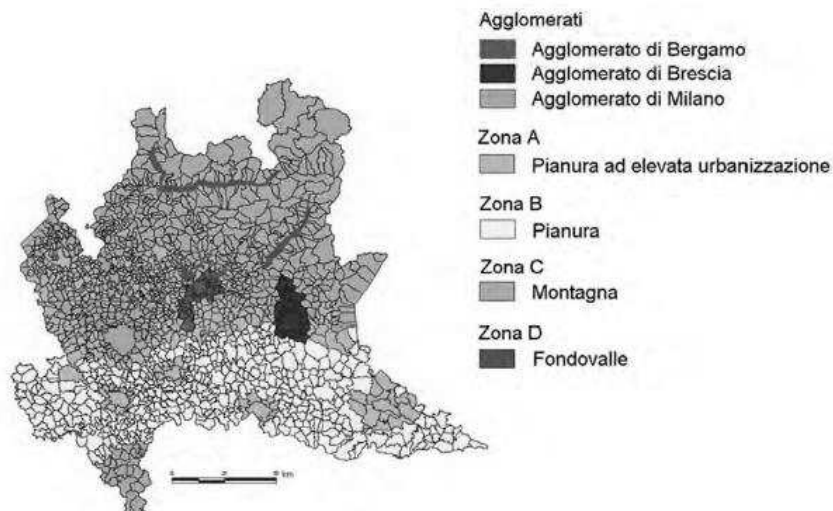 Agglomerati
Agglomerato di Bergamo
Agglomerato di Brescia
Agglomerato di Milano
Zona A
Pianura ad elevata urbanizzazione
Zona B
Pianura
Zona C
Montagna
Zona D
Fondovalle
km